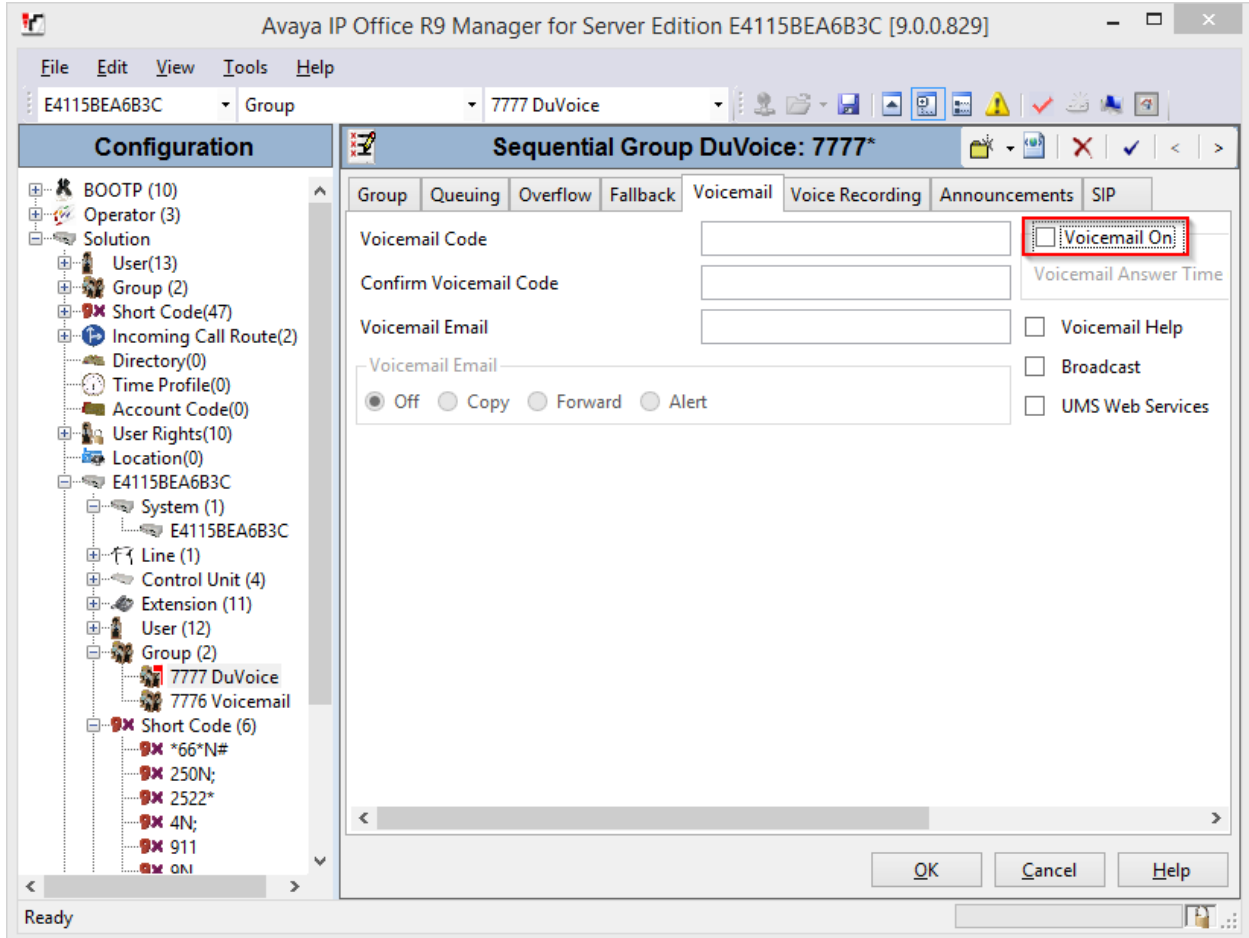 Avaya IP Office R9 Manager for Server Edition E4115BEA6B3C [9.0.0.829]
File Edit View Tools Help
E4115BEA6B3C Group 7777 DuVoice
Configuration
Sequential Group DuVoice: 7777*
BOOTP (10)
Operator (3)
Solution
User(13)
Group (2)
Short Code(47)
Incoming Call Route(2)
Directory(0)
Time Profile(0)
Account Code(0)
User Rights(10)
Location(0)
E4115BEA6B3C
System (1)
E4115BEA6B3C
Line (1)
Control Unit (4)
Extension (11)
User (12)
Group (2)
7777 DuVoice
7776 Voicemail
Short Code (6)
*66*N#
250N;
2522*
4N;
911
9N
Group Queuing Overflow Fallback Voicemail Voice Recording Announcements SIP
Voicemail Code
Voicemail On
Confirm Voicemail Code
Voicemail Answer Time
Voicemail Email
Voicemail Help
Voicemail Email
Broadcast
Off Copy Forward Alert
UMS Web Services
OK Cancel Help
Ready